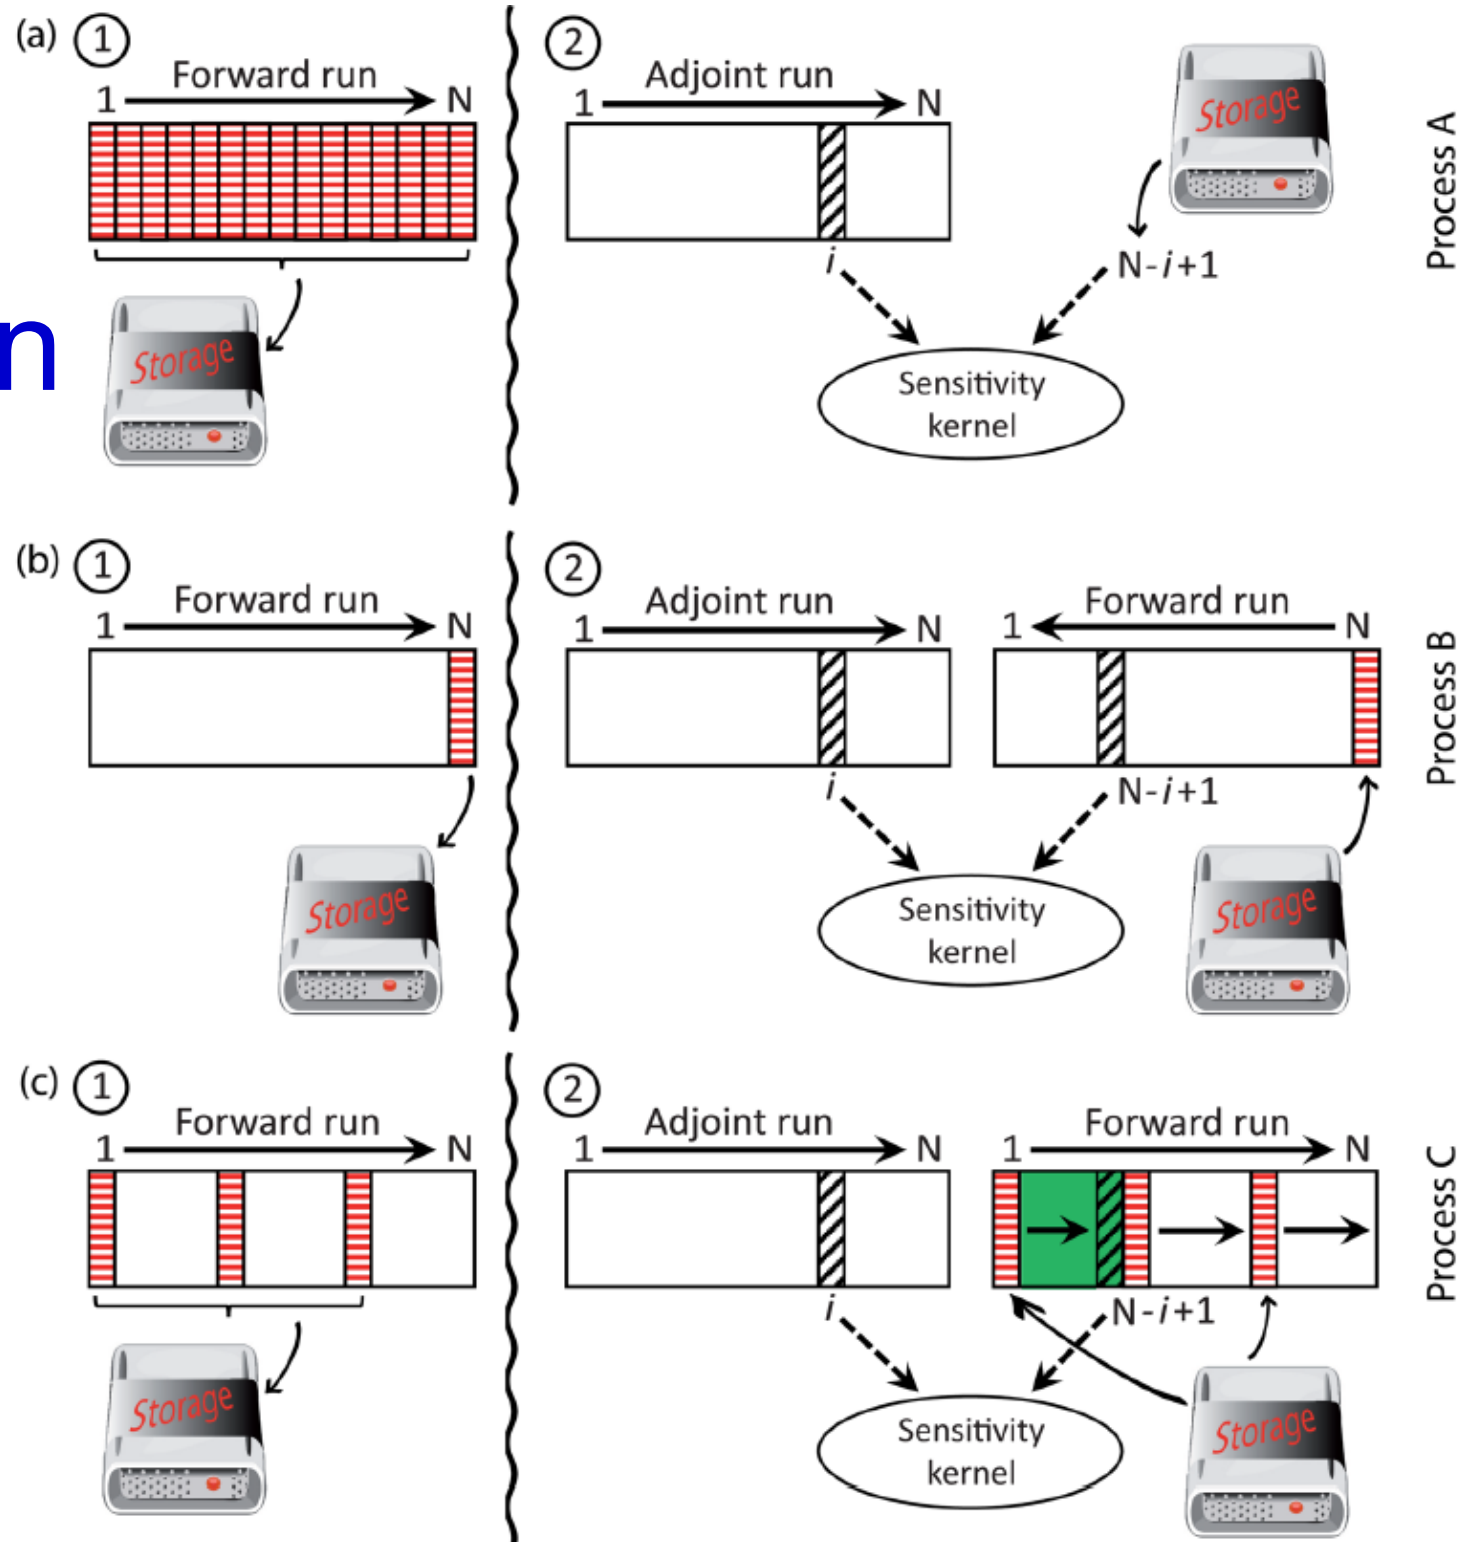 (a) 1
Forward run
1 N
Storage
2
Adjoint run
1 N
i
Storage
N-i+1
Sensitivity
kernel
Process A
n
(b) 1
Forward run
1 N
Storage
2
Adjoint run
1 N
i
Forward run
1 N
N-i+1
Sensitivity
kernel
Storage
Process B
(c) 1
Forward run
1 N
Storage
2
Adjoint run
1 N
i
Forward run
1 N
N-i+1
Sensitivity
kernel
Storage
Process C